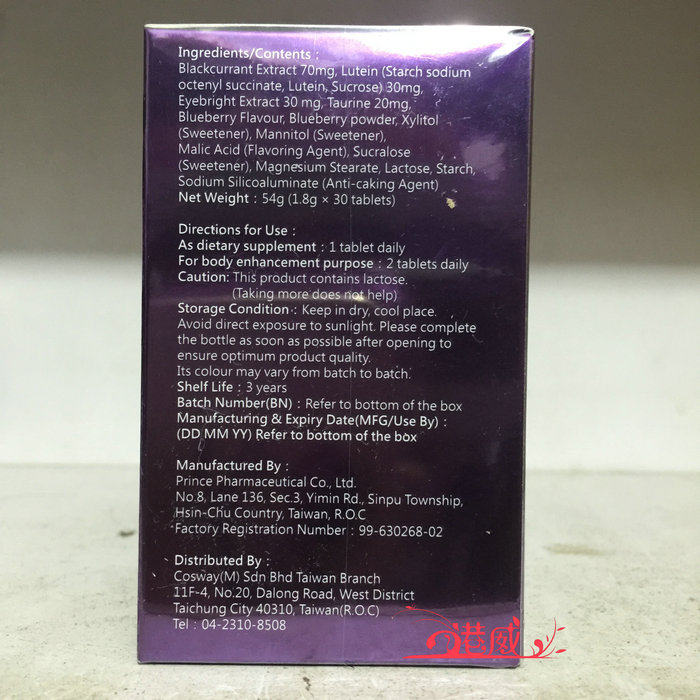 Ingredients/Contents :
Blackcurrant Extract 70mg, Lutein (Starch sodium
octenyl succinate, Lutein, Sucrose) 30mg,
Eyebright Extract 30 mg, Taurine 20mg,
Blueberry Flavour, Blueberry powder, Xylitol
(Sweetener), Mannitol (Sweetener),
Malic Acid (Flavoring Agent), Sucralose
(Sweetener), Magnesium Stearate, Lactose, Starch,
Sodium Silicoaluminate (Anti-caking Agent)
Net Weight : 54g (1.8g × 30 tablets)
Directions for Use :
As dietary supplement : 1 tablet daily
For body enhancement purpose : 2 tablets daily
Caution: This product contains lactose.
(Taking more does not help)
Storage Condition : Keep in dry, cool place.
Avoid direct exposure to sunlight. Please complete
the bottle as soon as possible after opening to
ensure optimum product quality.
Its colour may vary from batch to batch.
Shelf Life : 3 years
Batch Number(BN) : Refer to bottom of the box
Manufacturing & Expiry Date(MFG/Use By) :
(DD MM YY) Refer to bottom of the box
Manufactured By :
Prince Pharmaceutical Co., Ltd.
No.8, Lane 136, Sec.3, Yimin Rd., Sinpu Township,
Hsin-Chu Country, Taiwan, R.O.C
Factory Registration Number : 99-630268-02
Distributed By :
Cosway(M) Sdn Bhd Taiwan Branch
11F-4, No.20, Dalong Road, West District
Taichung City 40310, Taiwan(R.O.C)
Tel : 04-2310-8508
港威